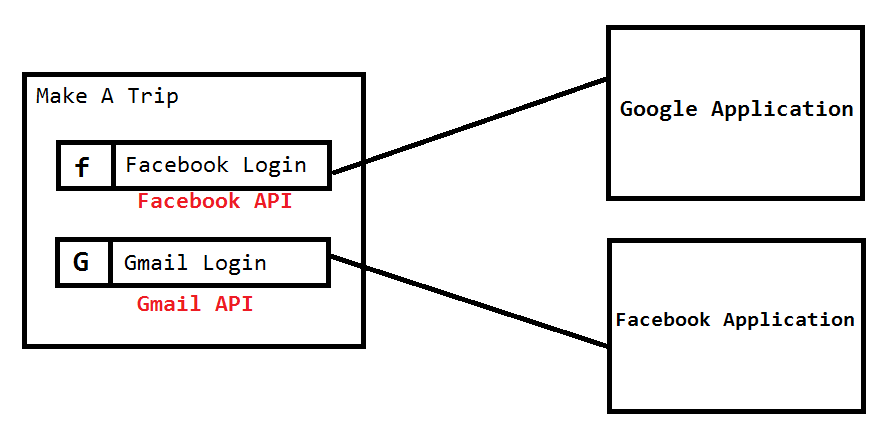 Make A Trip
f Facebook Login
Facebook API
G Gmail Login
Gmail API
Google Application
Facebook Application